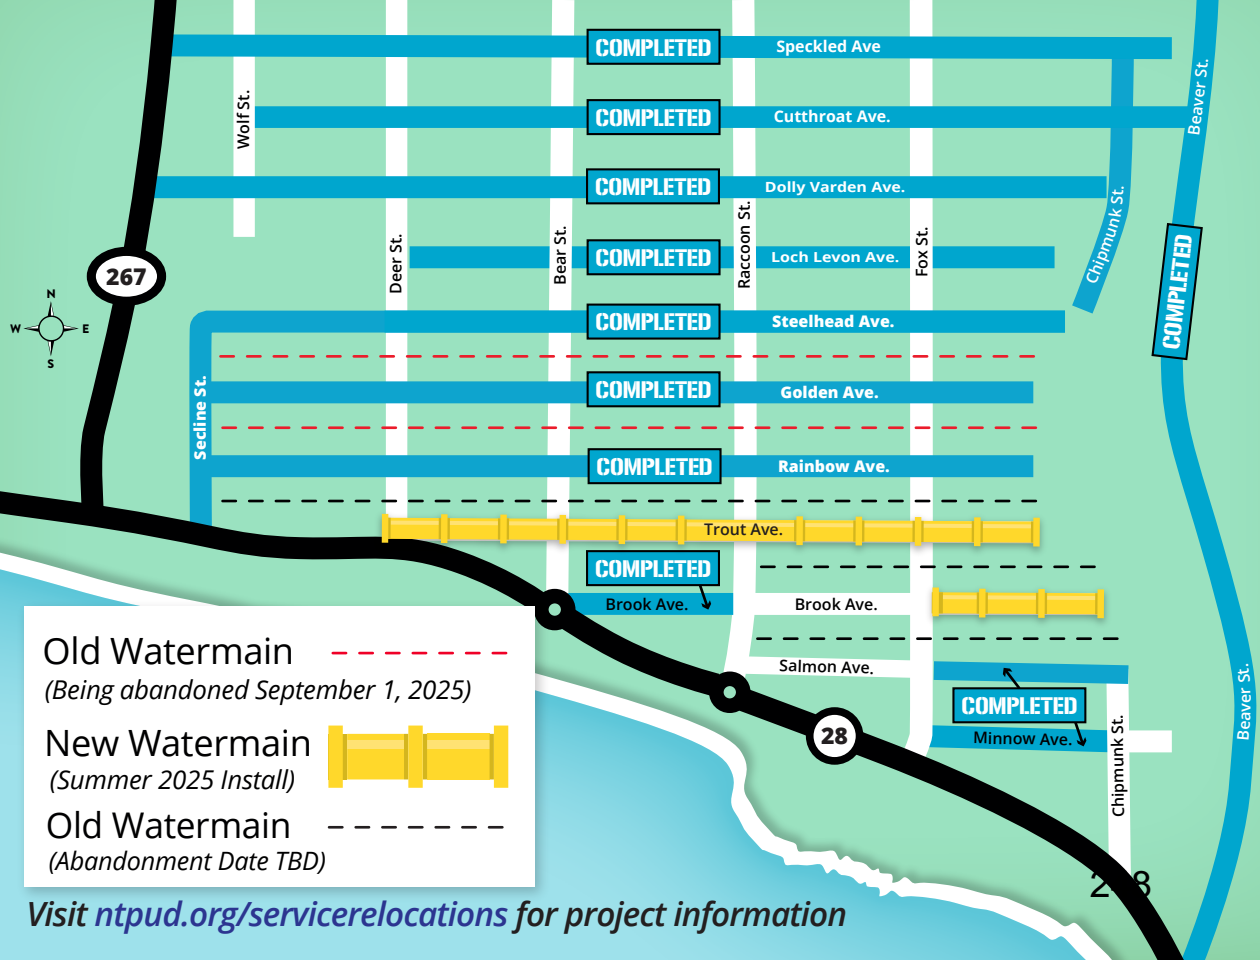 COMPLETED Speckled Ave
Beaver St.
Wolf St.
COMPLETED Cutthroat Ave.
COMPLETED Dolly Varden Ave.
Chipmunk St.
Deer St.
Bear St.
Raccoon St.
Fox St.
COMPLETED Loch Levon Ave.
COMPLETED
267
N
W E
S
COMPLETED Steelhead Ave.
Secline St.
COMPLETED Golden Ave.
COMPLETED Rainbow Ave.
Trout Ave.
COMPLETED
Brook Ave. Brook Ave.
Salmon Ave.
COMPLETED
Minnow Ave.
Chipmunk St.
Beaver St.
28
Old Watermain
(Being abandoned September 1, 2025)
New Watermain
(Summer 2025 Install)
Old Watermain
(Abandonment Date TBD)
Visit ntpud.org/servicerelocations for project information